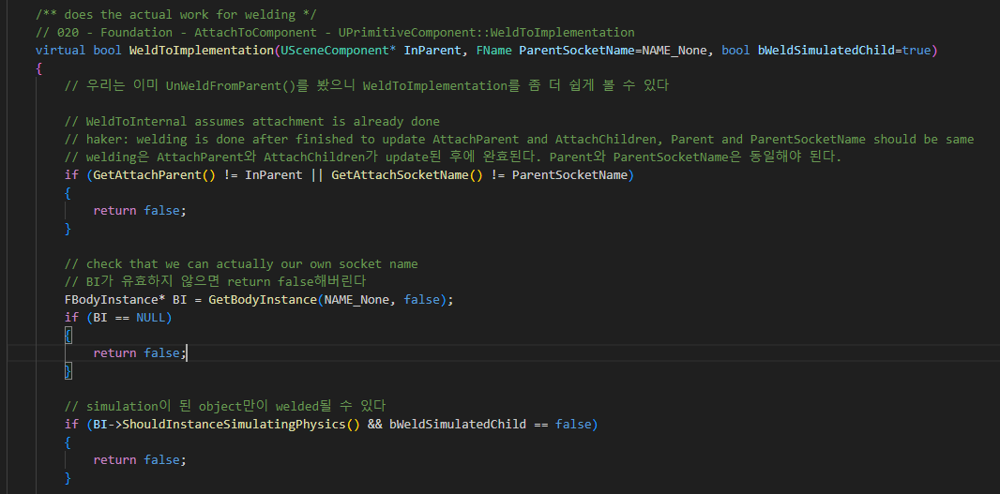 /** does the actual work for welding */
// 020 - Foundation - AttachToComponent - UPrimitiveComponent::WeldToImplementation
virtual bool WeldToImplementation(USceneComponent* InParent, FName ParentSocketName=NAME_None, bool bWeldSimulatedChild=true)
{
// 우리는 이미 UnWeldFromParent()를 봤으니 WeldToImplementation를 좀 더 쉽게 볼 수 있다
// WeldToInternal assumes attachment is already done
// haker: welding is done after finished to update AttachParent and AttachChildren, Parent and ParentSocketName should be same
// welding은 AttachParent와 AttachChildren가 update된 후에 완효된다. Parent와 ParentSocketName은 동일해야 된다.
if (GetAttachParent() != InParent || GetAttachSocketName() != ParentSocketName)
{
return false;
}
// check that we can actually our own socket name
// BI가 유효하지 않으면 return false해버린다
FBodyInstance* BI = GetBodyInstance(NAME_None, false);
if (BI == NULL)
{
return false;
}
// simulation이 된 object만이 welded될 수 있다
if (BI->ShouldInstanceSimulatingPhysics() && bWeldSimulatedChild == false)
{
return false;
}